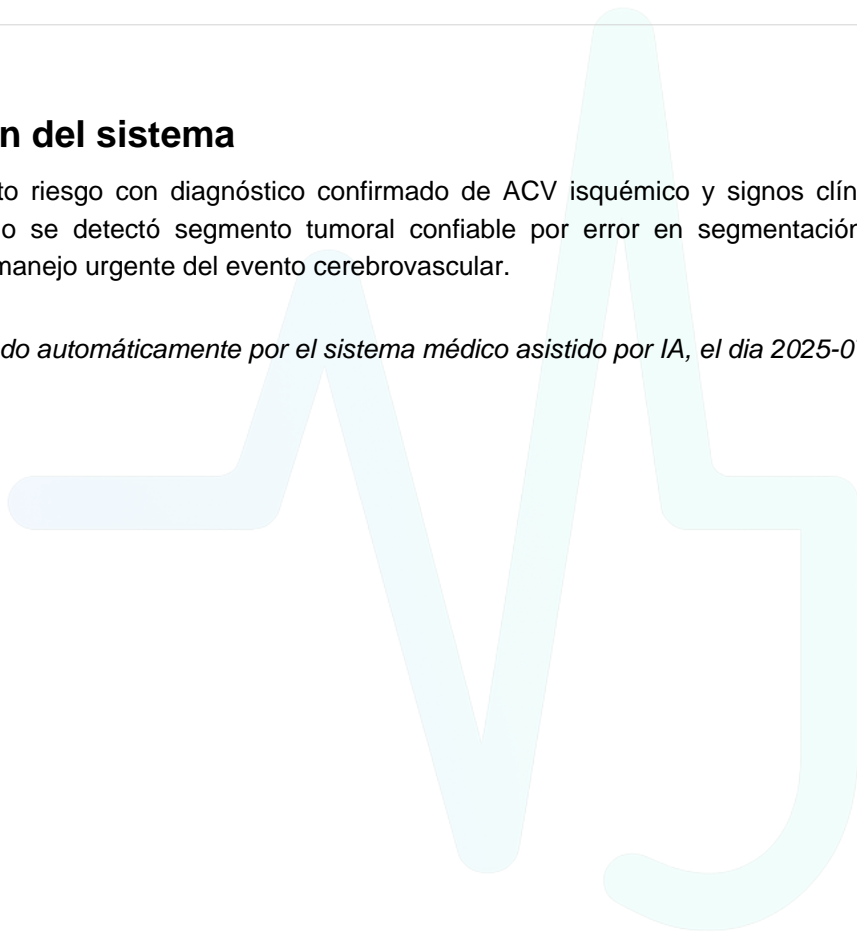 n del sistema
to riesgo con diagnóstico confirmado de ACV isquémico y signos clín
o se detectó segmento tumoral confiable por error en segmentación
manejo urgente del evento cerebrovascular.
do automáticamente por el sistema médico asistido por IA, el dia 2025-0